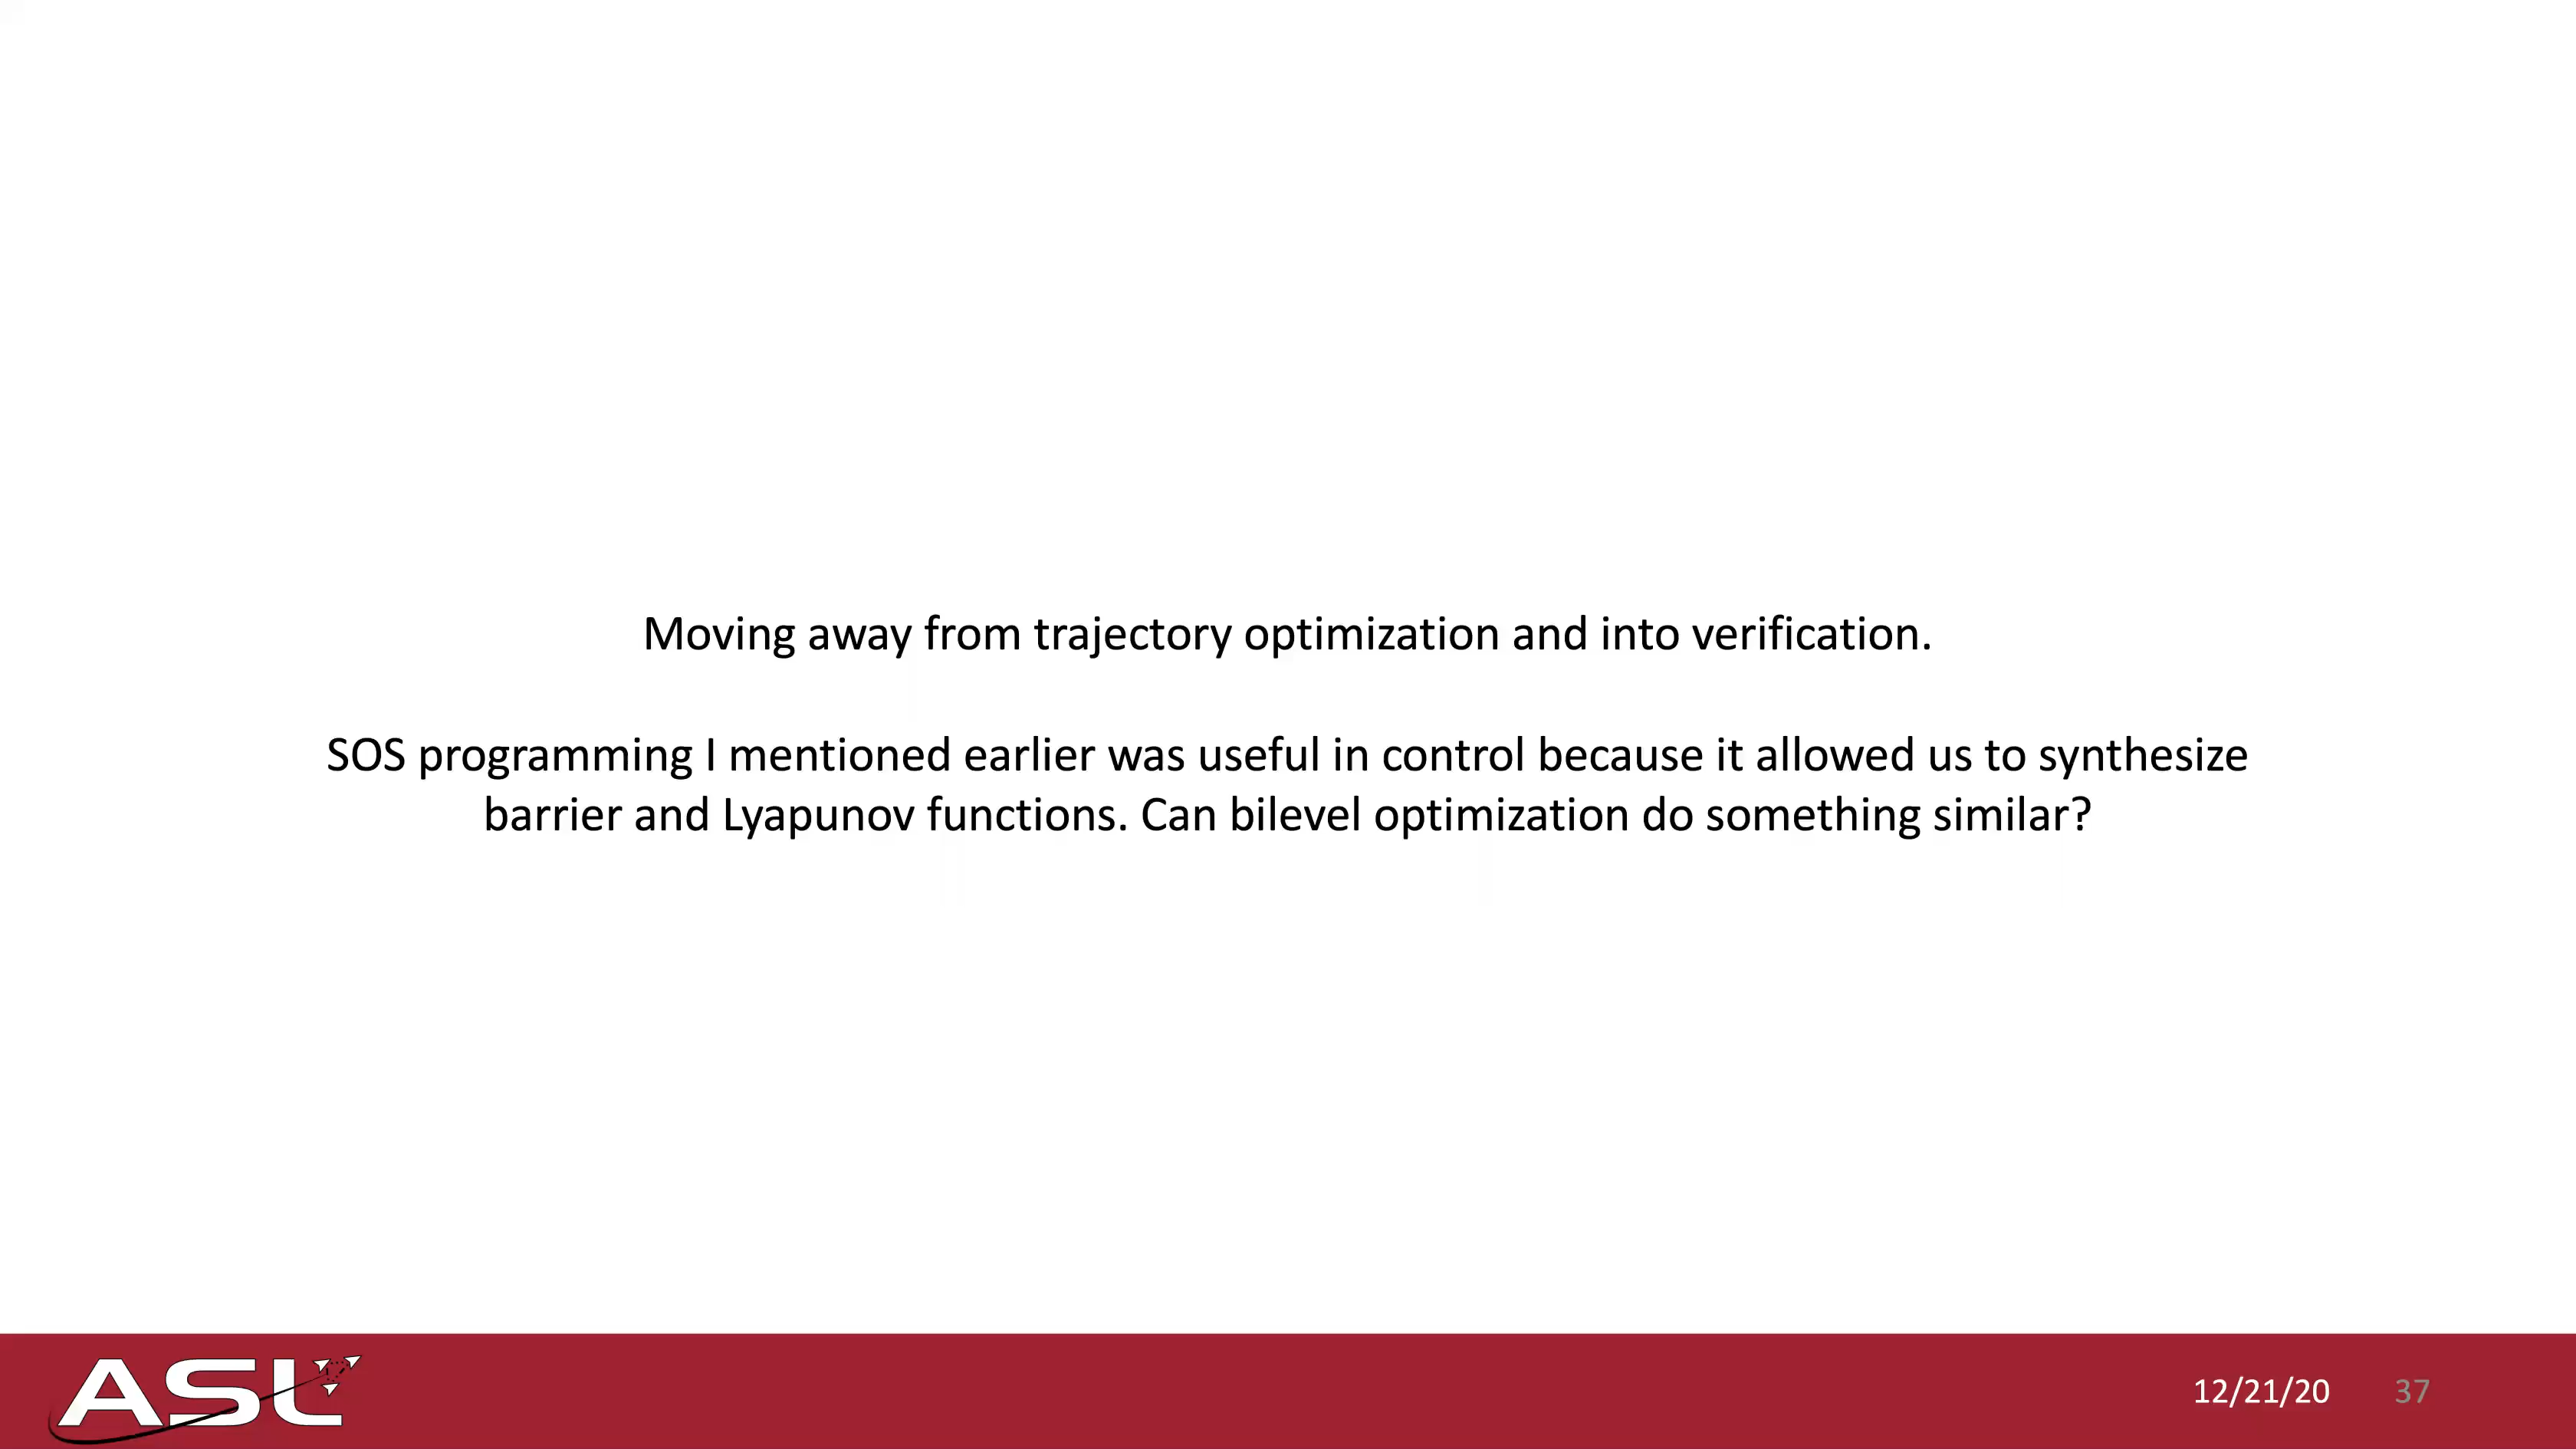 Moving away from trajectory optimization and into verification.
SOS programming I mentioned earlier was useful in control because it allowed us to synthesize
barrier and Lyapunov functions. Can bilevel optimization do something similar?
ASL
12/21/20
37